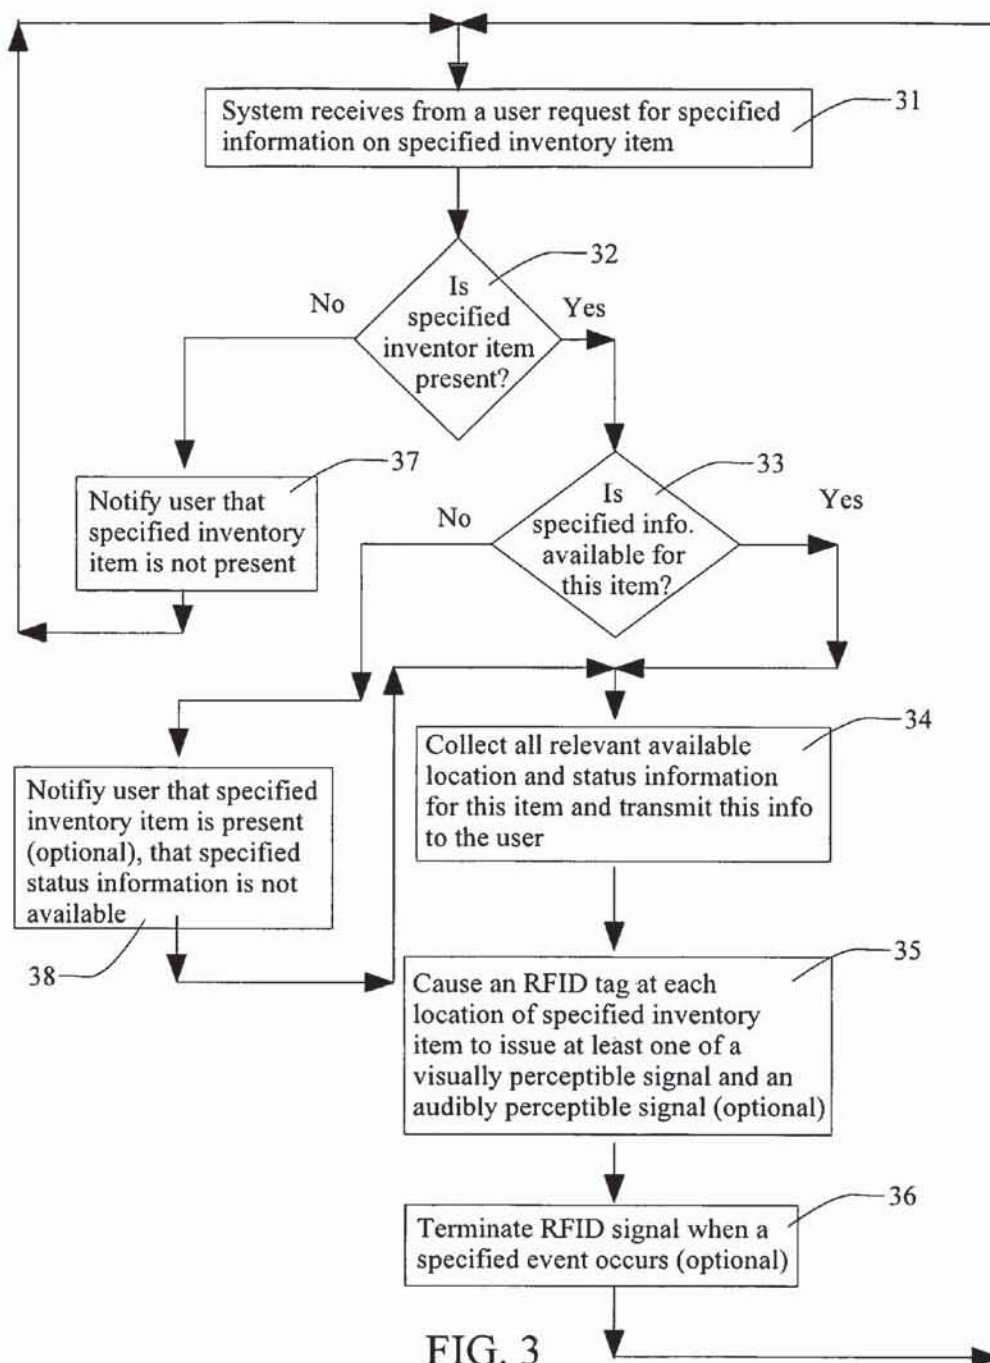 System receives from a user request for specified
information on specified inventory item
31
32
Is
specified
inventor item
present?
No
Yes
37
Notify user that
specified inventory
item is not present
33
Is
specified info.
available for
this item?
No
Yes
34
Collect all relevant available
location and status information
for this item and transmit this info
to the user
Notifiy user that specified
inventory item is present
(optional), that specified
status information is not
available
38
35
Cause an RFID tag at each
location of specified inventory
item to issue at least one of a
visually perceptible signal and an
audibly perceptible signal (optional)
36
Terminate RFID signal when a
specified event occurs (optional)
FIG. 3